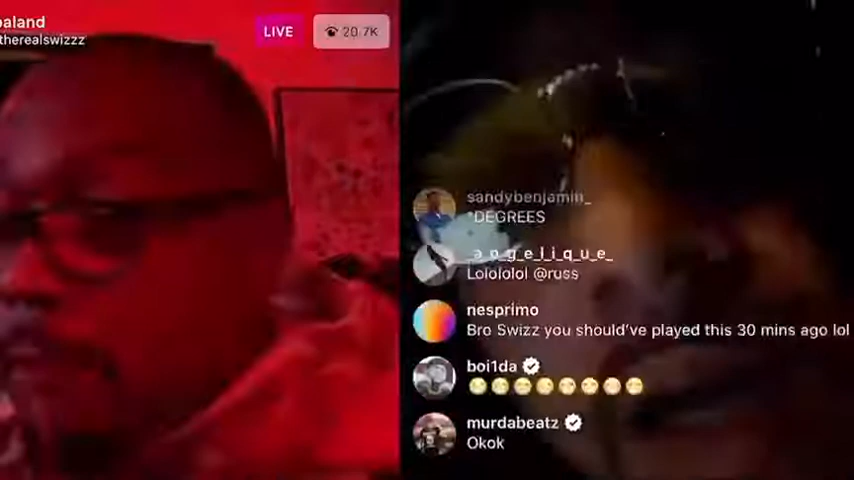 baland
therealswizzz
LIVE
20.7K
sandybenjamin_
*DEGREES
_a_n_g_e_l_i_q_u_e_
Lolololol @russ
nesprimo
Bro Swizz you should've played this 30 mins ago lol
boi1da
😁😁😁😁😁😁😁😁
murdabeatz
Okok